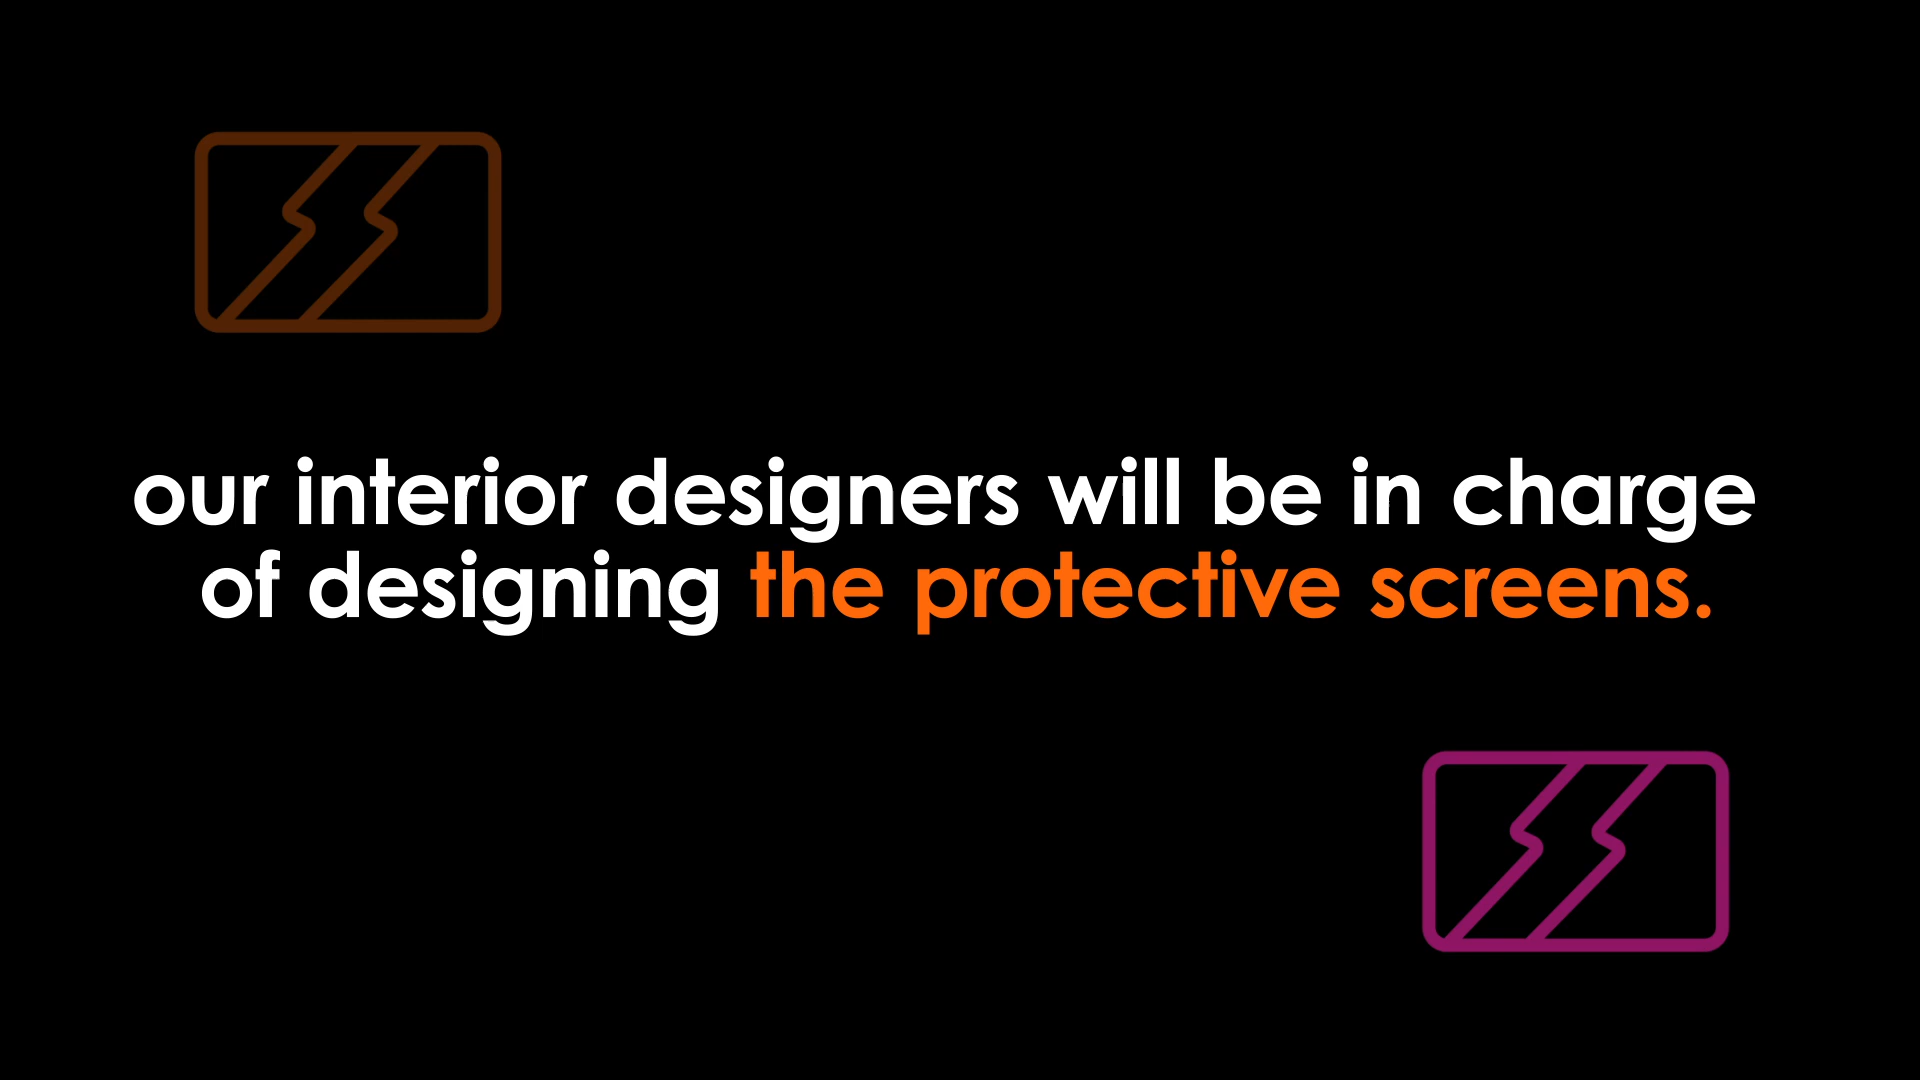 our interior designers will be in charge
of designing the protective screens.